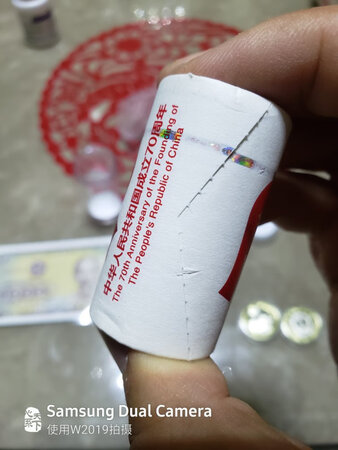 中华人民共和国成立70周年
The 70th Anniversary of the Founding of
The People's Republic of China
Samsung Dual Camera
使用W2019拍摄